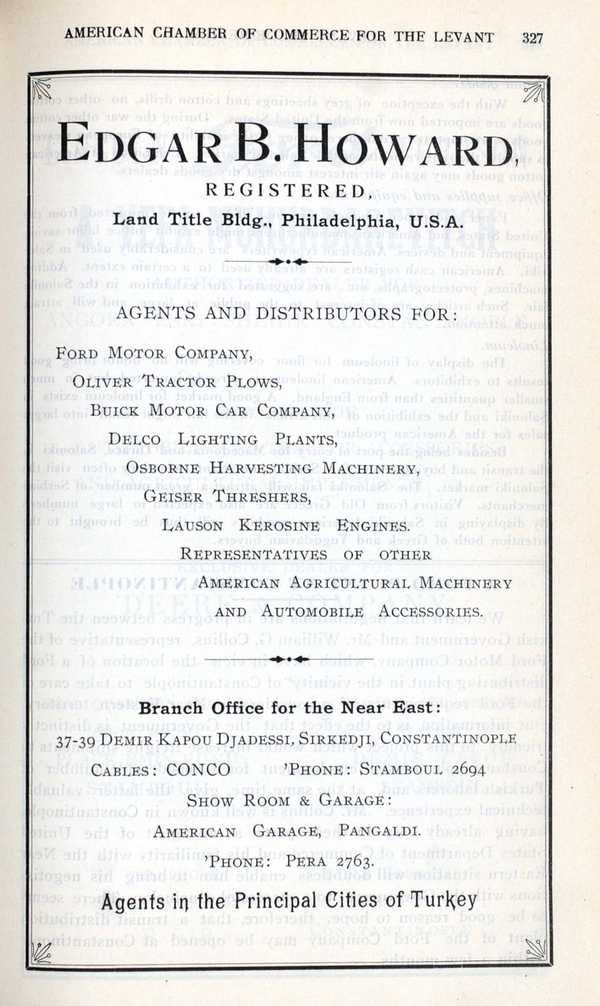 AMERICAN CHAMBER OF COMMERCE FOR THE LEVANT 327
EDGAR B. HOWARD,
REGISTERED,
Land Title Bldg., Philadelphia, U.S.A.
AGENTS AND DISTRIBUTORS FOR:
FORD MOTOR COMPANY,
OLIVER TRACTOR PLOWS,
BUICK MOTOR CAR COMPANY,
DELCO LIGHTING PLANTS,
OSBORNE HARVESTING MACHINERY,
GEISER THRESHERS,
LAUSON KEROSINE ENGINES.
REPRESENTATIVES OF OTHER
AMERICAN AGRICULTURAL MACHINERY
AND AUTOMOBILE ACCESSORIES.
Branch Office for the Near East:
37-39 DEMIR KAPOU DJADESSI, SIRKEDJI, CONSTANTINOPLE
CABLES: CONCO 'PHONE: STAMBOUL 2694
SHOW ROOM & GARAGE:
AMERICAN GARAGE, PANGALDI.
'PHONE: PERA 2763.
Agents in the Principal Cities of Turkey